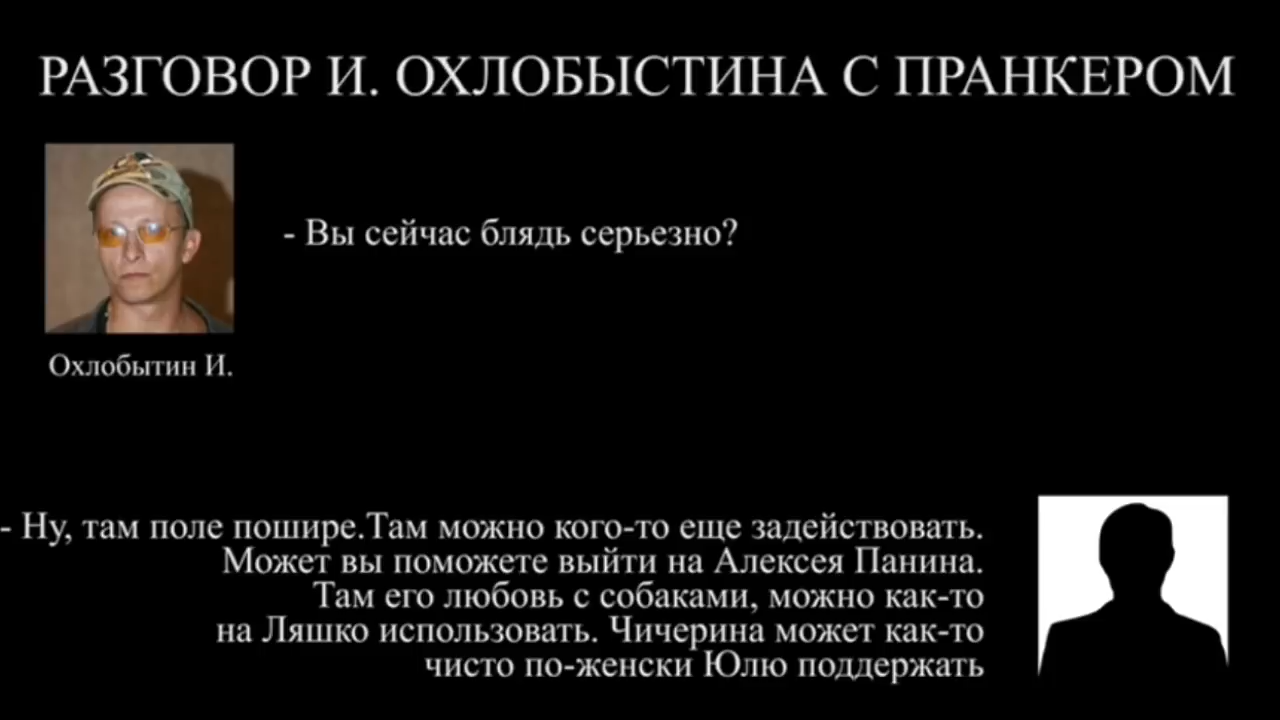 РАЗГОВОР И. ОХЛОБЫСТИНА С ПРАНКЕРОМ
- Вы сейчас блядь серьезно?
Охлобытин И.
- Ну, там поле пошире.Там можно кого-то еще задействовать.
Может вы поможете выйти на Алексея Панина.
Там его любовь с собаками, можно как-то
на Ляшко использовать. Чичерина может как-то
чисто по-женски Юлю поддержать